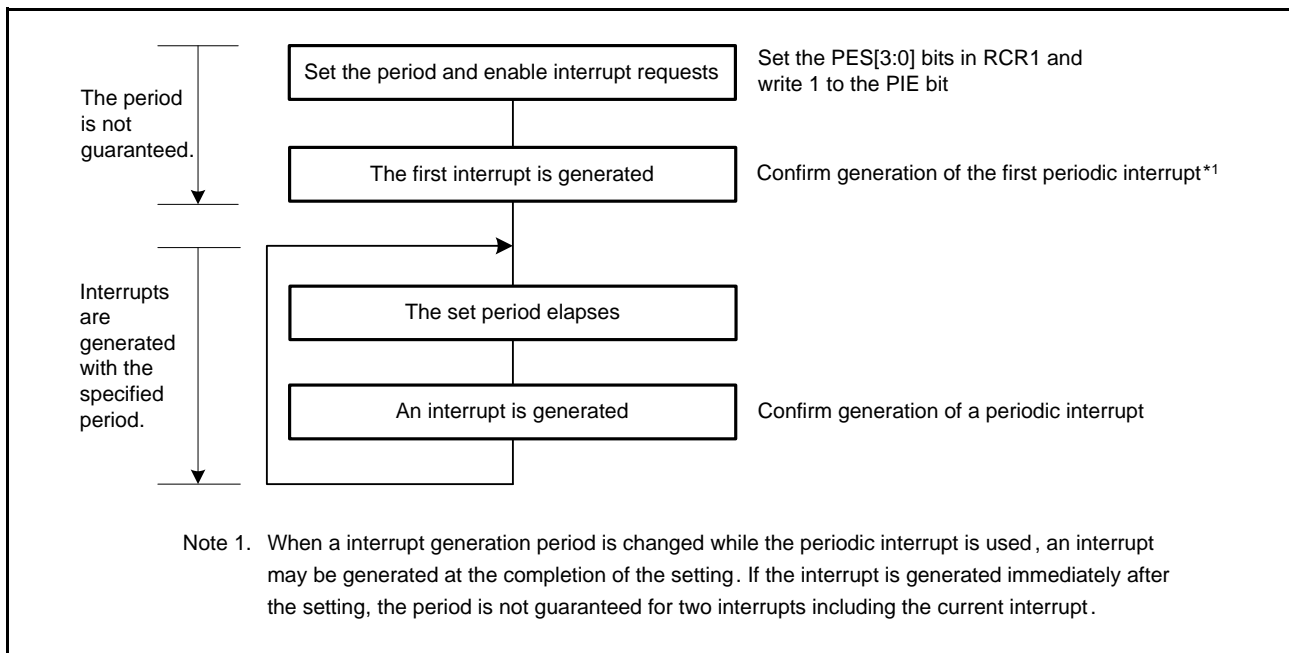 Set the period and enable interrupt requests
Set the PES[3:0] bits in RCR1 and
write 1 to the PIE bit
The period
is not
guaranteed.
The first interrupt is generated
Confirm generation of the first periodic interrupt*1
Interrupts
are
generated
with the
specified
period.
The set period elapses
An interrupt is generated
Confirm generation of a periodic interrupt
Note 1. When a interrupt generation period is changed while the periodic interrupt is used, an interrupt
may be generated at the completion of the setting. If the interrupt is generated immediately after
the setting, the period is not guaranteed for two interrupts including the current interrupt.